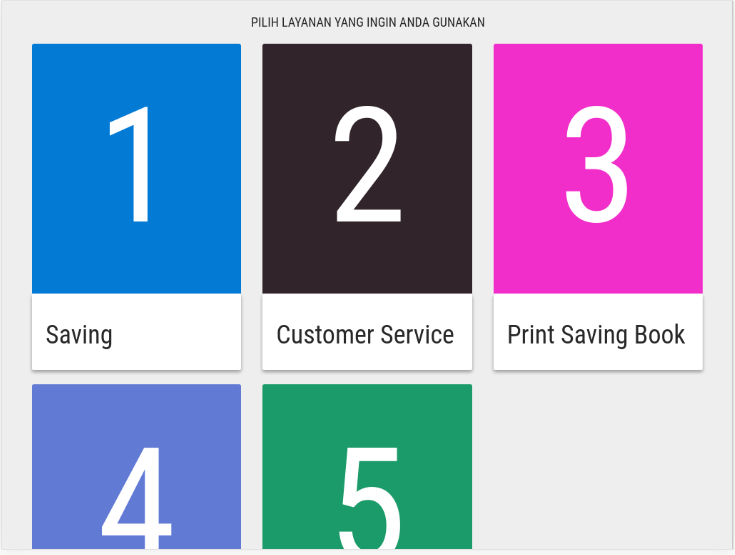 PILIH LAYANAN YANG INGIN ANDA GUNAKAN
1
2
3
Saving
Customer Service
Print Saving Book
4
5